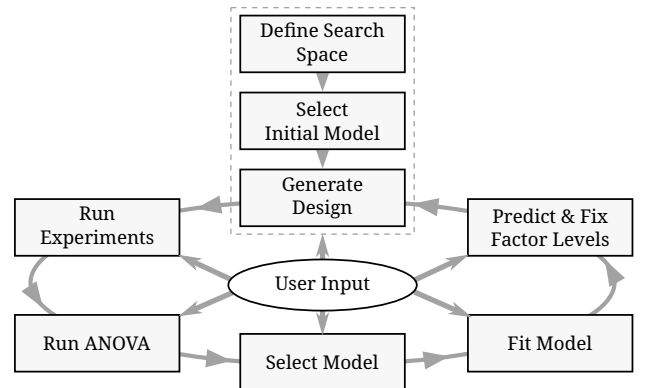 Define Search
Space
Select
Initial Model
Generate
Design
Run
Experiments
Predict & Fix
Factor Levels
User Input
Run ANOVA
Select Model
Fit Model